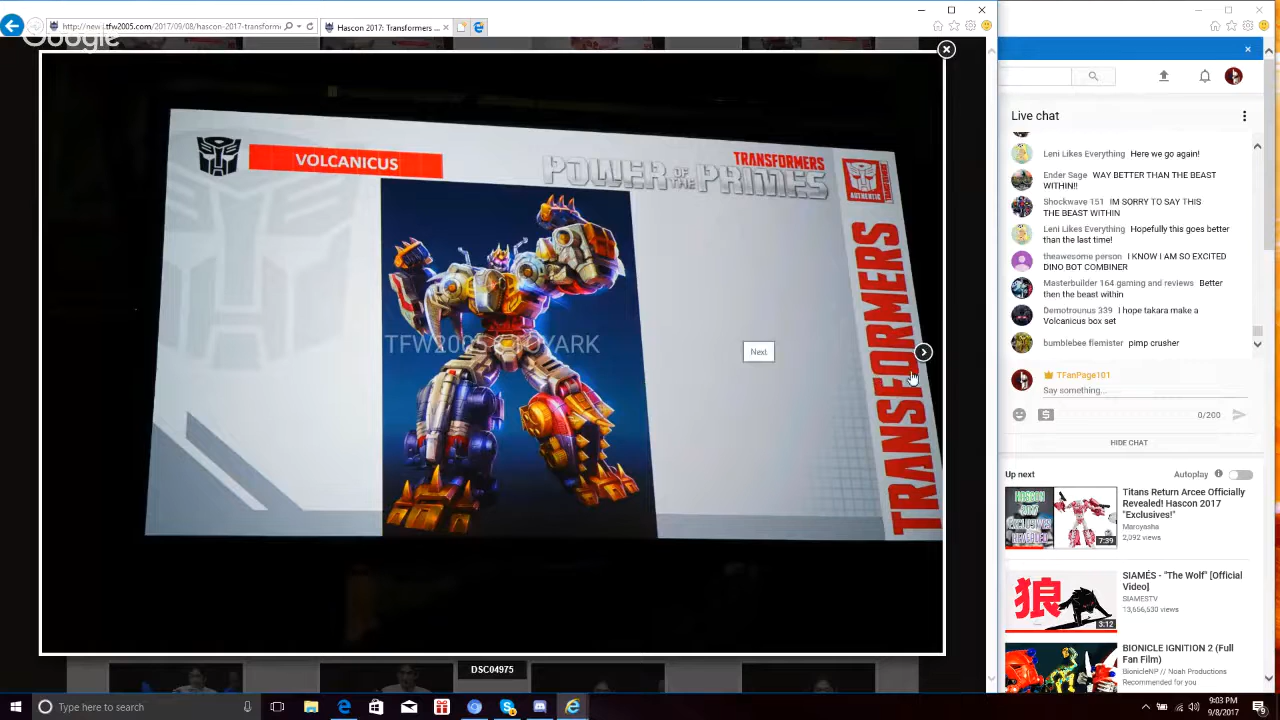 http://new.tfw2005.com/2017/09/08/hascon-2017-transform
Hascon 2017: Transformers ...
Google
VOLCANICUS
TRANSFORMERS
POWER OF THE PRIMES
AUTHENTIC
TRANSFORMERS
Next
DSC04975
Live chat
Leni Likes Everything Here we go again!
Ender Sage WAY BETTER THAN THE BEAST
WITHIN!!
Shockwave 151 IM SORRY TO SAY THIS
THE BEAST WITHIN
Leni Likes Everything Hopefully this goes better
than the last time!
theawesome person I KNOW I AM SO EXCITED
DINO BOT COMBINER
Masterbuilder 164 gaming and reviews Better
then the beast within
Demotrounus 339 I hope takara make a
Volcanicus box set
bumblebee flemister pimp crusher
TFanPage101
Say something...
0/200
HIDE CHAT
Up next
Autoplay
HASCON
2017
EXCLUSIVES
REVEALED
7:39
Titans Return Arcee Officially
Revealed! Hascon 2017
"Exclusives!"
Maroyasha
2,092 views
狼
3:12
SIAMÉS - "The Wolf" [Official
Video]
SIAMESTV
13,656,530 views
BIONICLE IGNITION 2 (Full
Fan Film)
BionicleNP // Noah Productions
Recommended for you
Type here to search
9:03 PM
9/8/2017